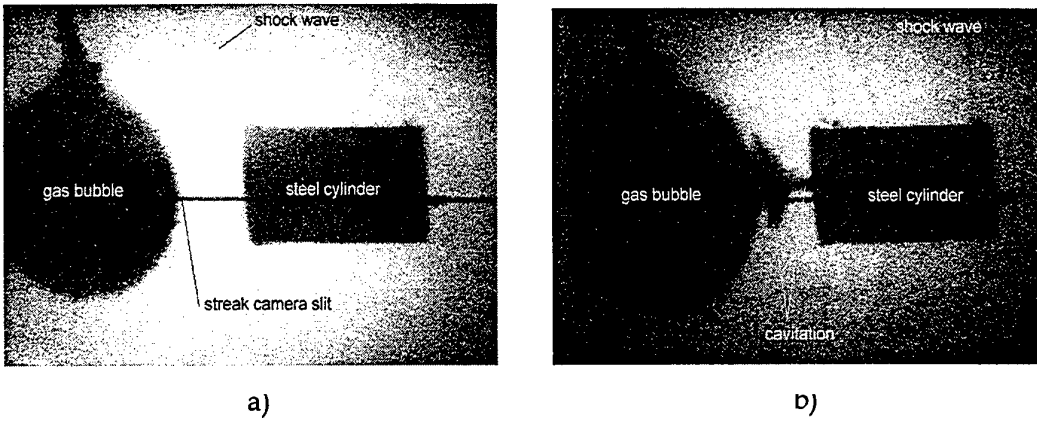 shock wave
gas bubble
steel cylinder
streak camera slit
a)
shock wave
gas bubble
steel cylinder
cavitation
b)